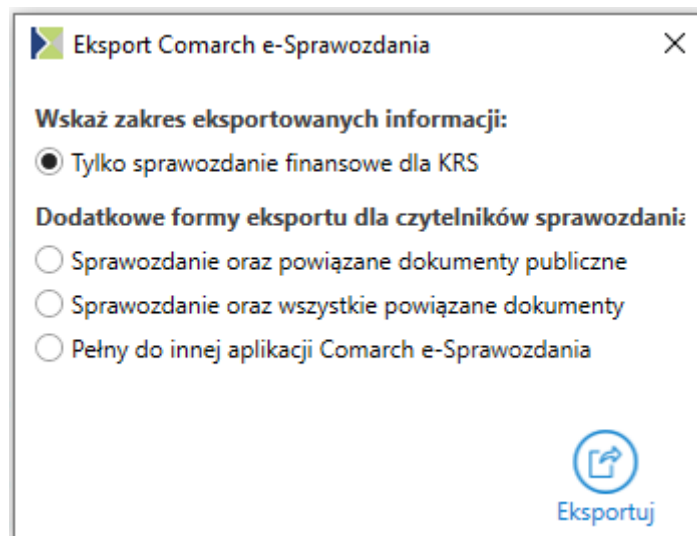 Eksport Comarch e-Sprawozdania
Wskaż zakres eksportowanych informacji:
Tylko sprawozdanie finansowe dla KRS
Dodatkowe formy eksportu dla czytelników sprawozdania
Sprawozdanie oraz powiązane dokumenty publiczne
Sprawozdanie oraz wszystkie powiązane dokumenty
Pełny do innej aplikacji Comarch e-Sprawozdania
Eksportuj